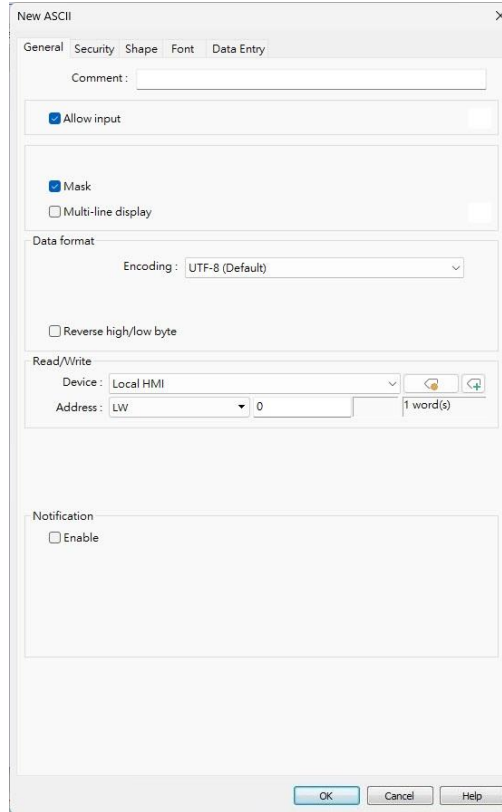 New ASCII
General Security Shape Font Data Entry
Comment :
Allow input
Mask
Multi-line display
Data format
Encoding : UTF-8 (Default)
Reverse high/low byte
Read/Write
Device : Local HMI
Address : LW 0 1 word(s)
Notification
Enable
OK Cancel Help